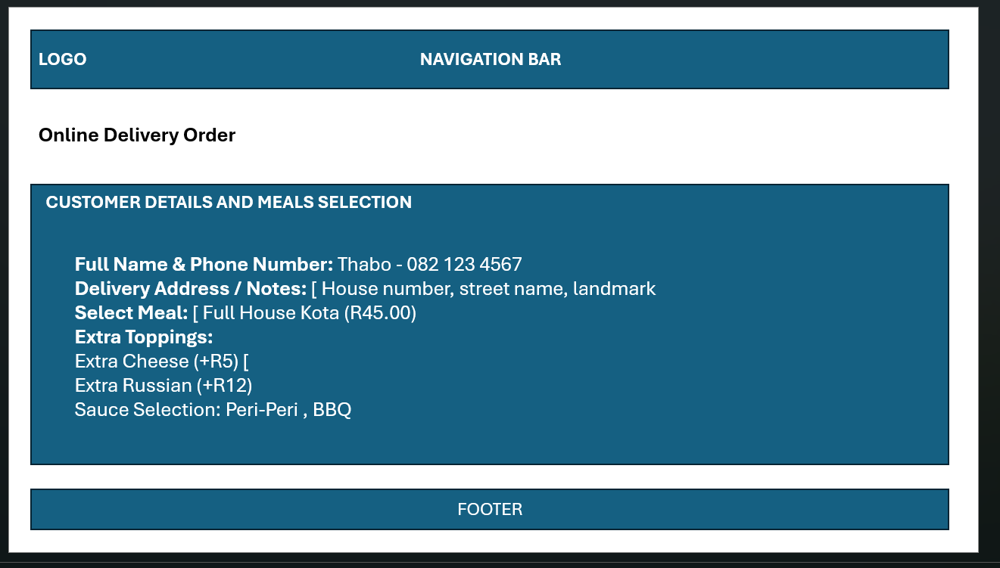 LOGO
NAVIGATION BAR
Online Delivery Order
CUSTOMER DETAILS AND MEALS SELECTION
Full Name & Phone Number: Thabo - 082 123 4567
Delivery Address / Notes: [ House number, street name, landmark
Select Meal: [ Full House Kota (R45.00)
Extra Toppings:
Extra Cheese (+R5) [
Extra Russian (+R12)
Sauce Selection: Peri-Peri , BBQ
FOOTER